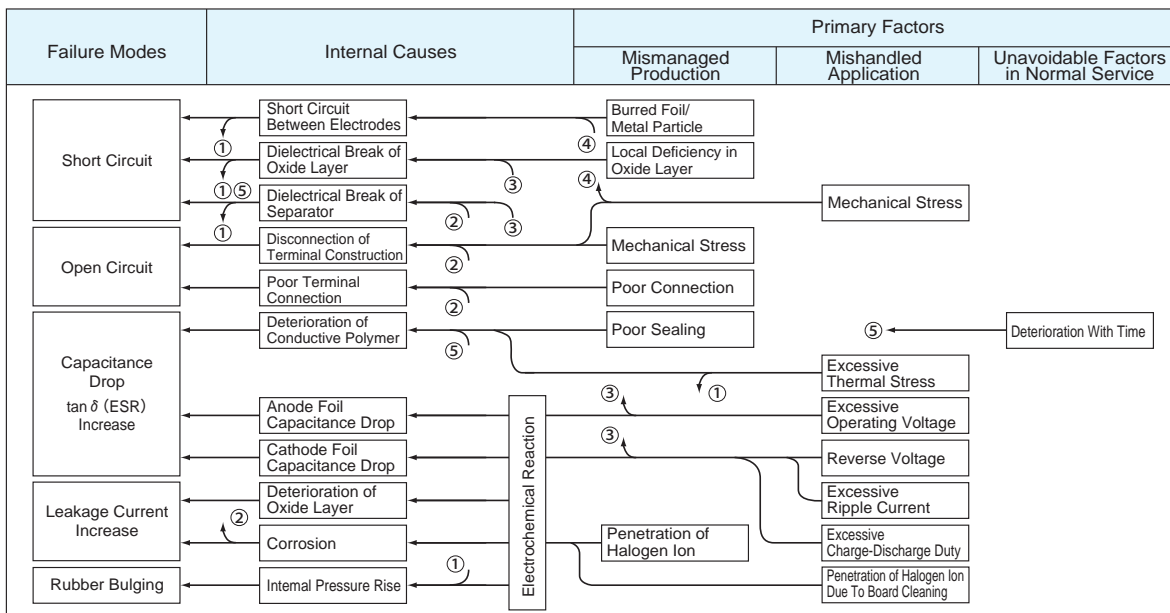 Failure Modes
Internal Causes
Primary Factors
Mismanaged
Production
Mishandled
Application
Unavoidable Factors
in Normal Service
Short Circuit
Short Circuit
Between Electrodes
①
④
Burred Foil/
Metal Particle
Dielectrical Break of
Oxide Layer
①⑤
③
Local Deficiency in
Oxide Layer
Dielectrical Break of
Separator
①
②
③
④
Mechanical Stress
Open Circuit
Disconnection of
Terminal Construction
②
Mechanical Stress
Poor Terminal
Connection
②
Poor Connection
Capacitance
Drop
tan δ (ESR)
Increase
Deterioration of
Conductive Polymer
⑤
Poor Sealing
⑤
Deterioration With Time
①
Excessive
Thermal Stress
Anode Foil
Capacitance Drop
Electrochemical Reaction
③
Excessive
Operating Voltage
Cathode Foil
Capacitance Drop
③
Reverse Voltage
Leakage Current
Increase
Deterioration of
Oxide Layer
Excessive
Ripple Current
②
Corrosion
Penetration of
Halogen Ion
Excessive
Charge-Discharge Duty
Rubber Bulging
Internal Pressure Rise
①
Penetration of Halogen Ion
Due To Board Cleaning